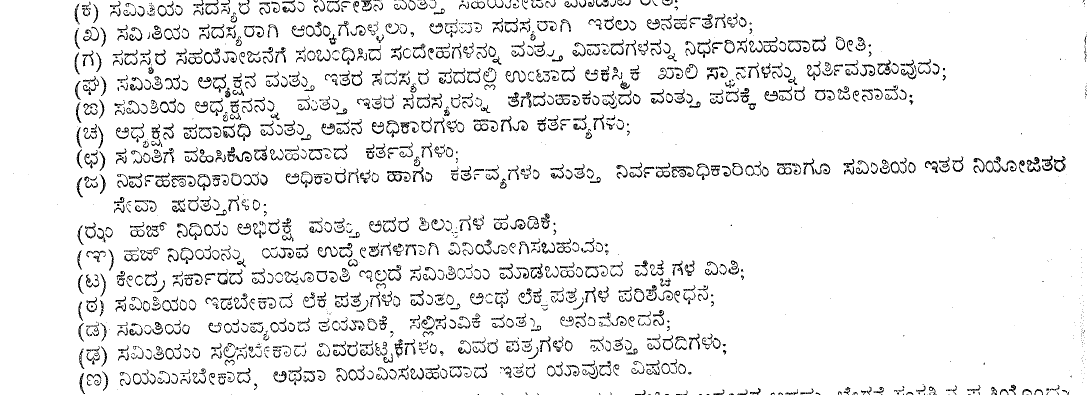 (ಕ) ಸಮಿತಿಯ ಸದಸ್ಯರ ನಾಮ ನಿರ್ದೇಶನ ಮತ್ತು ಸಹಯೋಜನೆ ಮಾಡುವ ರೀತಿ;
(ಖ) ಸಮಿತಿಯ ಸದಸ್ಯರಾಗಿ ಆಯ್ಕೆಗೊಳ್ಳಲು, ಅಥವಾ ಸದಸ್ಯರಾಗಿ ಇರಲು ಅನರ್ಹತೆಗಳು;
(ಗ) ಸದಸ್ಯರ ಸಹಯೋಜನೆಗೆ ಸಂಬಂಧಿಸಿದ ಸಂದೇಹಗಳನ್ನು ಮತ್ತು ವಿವಾದಗಳನ್ನು ನಿರ್ಧರಿಸಬಹುದಾದ ರೀತಿ;
(ಘ) ಸಮಿತಿಯ ಅಧ್ಯಕ್ಷನ ಮತ್ತು ಇತರ ಸದಸ್ಯರ ಪದದಲ್ಲಿ ಉಂಟಾದ ಆಕಸ್ಮಿಕ ಖಾಲಿ ಸ್ಥಾನಗಳನ್ನು ಭರ್ತಿಮಾಡುವುದು;
(ಙ) ಸಮಿತಿಯ ಅಧ್ಯಕ್ಷನನ್ನು ಮತ್ತು ಇತರ ಸದಸ್ಯರನ್ನು ತೆಗೆದುಹಾಕುವುದು ಮತ್ತು ಪದಕ್ಕೆ ಅವರ ರಾಜೀನಾಮೆ;
(ಚ) ಅಧ್ಯಕ್ಷನ ಪದಾವಧಿ ಮತ್ತು ಅವನ ಅಧಿಕಾರಗಳು ಹಾಗೂ ಕರ್ತವ್ಯಗಳು;
(ಛ) ಸಮಿತಿಗೆ ವಹಿಸಿಕೊಡಬಹುದಾದ ಕರ್ತವ್ಯಗಳು;
(ಜ) ನಿರ್ವಹಣಾಧಿಕಾರಿಯ ಅಧಿಕಾರಗಳು ಹಾಗು ಕರ್ತವ್ಯಗಳು ಮತ್ತು ನಿರ್ವಹಣಾಧಿಕಾರಿಯ ಹಾಗೂ ಸಮಿತಿಯ ಇತರ ನಿಯೋಜಿತರ
ಸೇವಾ ಷರತ್ತುಗಳು;
(ಝ) ಹಜ್ ನಿಧಿಯ ಅಭಿರಕ್ಷೆ ಮತ್ತು ಅದರ ಶಿಲ್ಕುಗಳ ಹೂಡಿಕೆ;
(ಞ) ಹಜ್ ನಿಧಿಯನ್ನು ಯಾವ ಉದ್ದೇಶಗಳಿಗಾಗಿ ವಿನಿಯೋಗಿಸಬಹುದು;
(ಟ) ಕೇಂದ್ರ ಸರ್ಕಾರದ ಮಂಜೂರಾತಿ ಇಲ್ಲದೆ ಸಮಿತಿಯು ಮಾಡಬಹುದಾದ ವೆಚ್ಚಗಳ ಮಿತಿ;
(ಠ) ಸಮಿತಿಯು ಇಡಬೇಕಾದ ಲೆಕ್ಕಪತ್ರಗಳು ಮತ್ತು ಅಂಥ ಲೆಕ್ಕಪತ್ರಗಳ ಪರಿಶೋಧನೆ;
(ಡ) ಸಮಿತಿಯ ಆಯವ್ಯಯದ ತಯಾರಿಕೆ, ಸಲ್ಲಿಸುವಿಕೆ ಮತ್ತು ಅನುಮೋದನೆ;
(ಢ) ಸಮಿತಿಯು ಸಲ್ಲಿಸಬೇಕಾದ ವಿವರಪಟ್ಟಿಕೆಗಳು, ವಿವರ ಪತ್ರಗಳು ಮತ್ತು ವರದಿಗಳು;
(ಣ) ನಿಯಮಿಸಬೇಕಾದ, ಅಥವಾ ನಿಯಮಿಸಬಹುದಾದ ಇತರ ಯಾವುದೇ ವಿಷಯ.